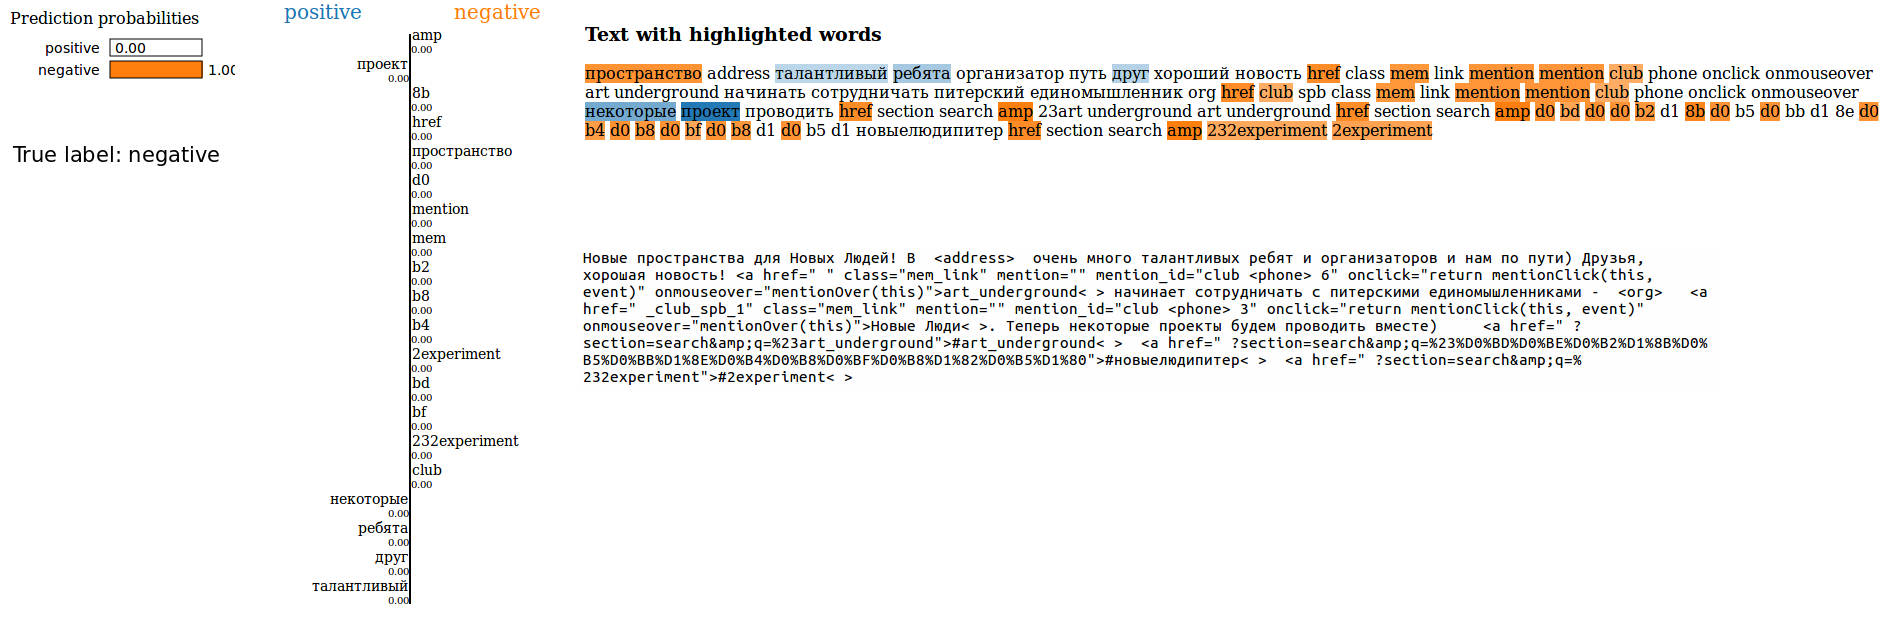 Prediction probabilities
positive 0.00
negative 1.00
True label: negative
positive negative
amp
0.00
проект
0.00
8b
0.00
href
0.00
пространство
0.00
d0
0.00
mention
0.00
mem
0.00
b2
0.00
b8
0.00
b4
0.00
2experiment
0.00
bd
0.00
bf
0.00
232experiment
0.00
club
0.00
некоторые
0.00
ребята
0.00
друг
0.00
талантливый
0.00
Text with highlighted words
пространство address талантливый ребята организатор путь друг хороший новость href class mem link mention mention club phone onclick onmouseover
art underground начинать сотрудничать питерский единомышленник org href club spb class mem link mention mention club phone onclick onmouseover
некоторые проект проводить href section search amp 23art underground art underground href section search amp d0 bd d0 d0 b2 d1 8b d0 b5 d0 bb d1 8e d0
b4 d0 b8 d0 bf d0 b8 d1 d0 b5 d1 новыелюдипитер href section search amp 232experiment 2experiment
Новые пространства для Новых Людей! В  <address>  очень много талантливых ребят и организаторов и нам по пути) Друзья,
хорошая новость! <a href=" " class="mem_link" mention="" mention_id="club <phone> 6" onclick="return mentionClick(this,
event)" onmouseover="mentionOver(this)">art_underground< > начинает сотрудничать с питерскими единомышленниками -  <org>   <a
href=" _club_spb_1" class="mem_link" mention="" mention_id="club <phone> 3" onclick="return mentionClick(this, event)"
onmouseover="mentionOver(this)">Новые Люди< >. Теперь некоторые проекты будем проводить вместе)     <a href=" ?
section=search&amp;q=%23art_underground">#art_underground< >  <a href=" ?section=search&amp;q=%23%D0%BD%D0%BE%D0%B2%D1%8B%D0%
B5%D0%BB%D1%8E%D0%B4%D0%B8%D0%BF%D0%B8%D1%82%D0%B5%D1%80">#новыелюдипитер< >  <a href=" ?section=search&amp;q=%
232experiment">#2experiment< >